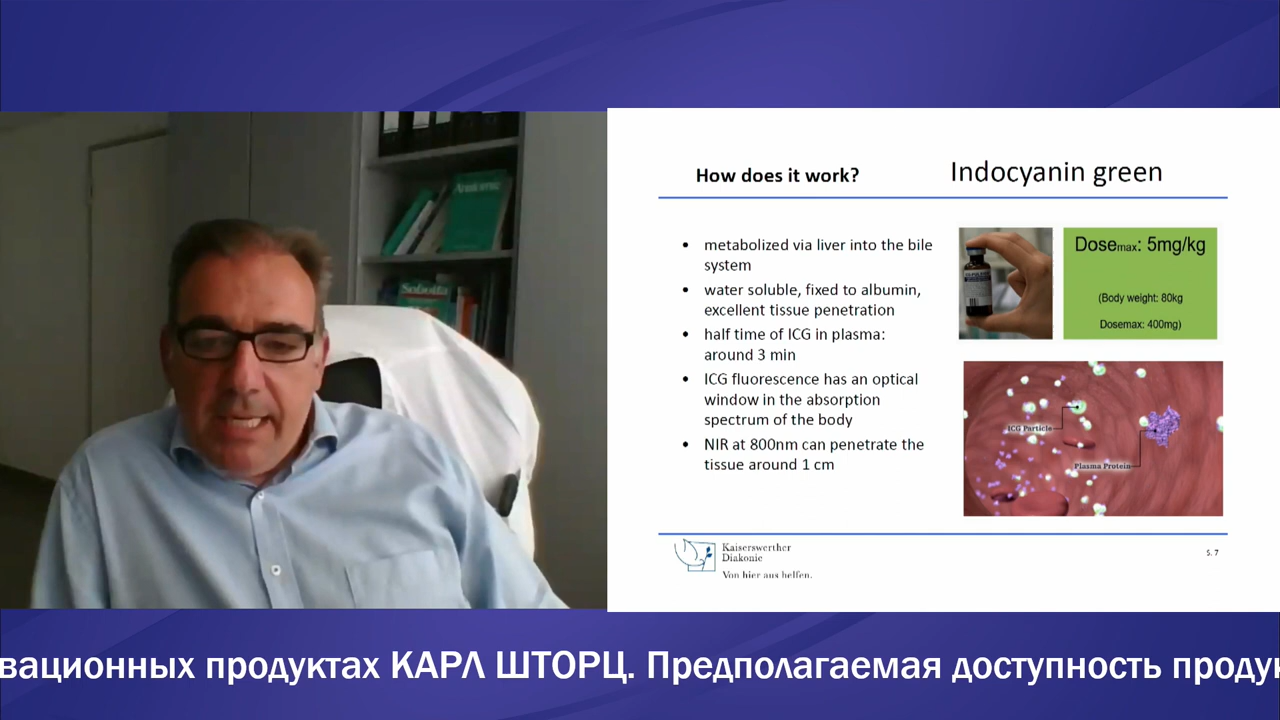 Anatomie
Sobotta
How does it work?
Indocyanin green
• metabolized via liver into the bile
system
• water soluble, fixed to albumin,
excellent tissue penetration
• half time of ICG in plasma:
around 3 min
• ICG fluorescence has an optical
window in the absorption
spectrum of the body
• NIR at 800nm can penetrate the
tissue around 1 cm
Dosemax: 5mg/kg
(Body weight: 80kg
Dosemax: 400mg)
ICG Particle
Plasma Protein
Kaiserswerther
Diakonie
Von hier aus helfen.
S. 7
вационных продуктах КАРЛ ШТОРЦ. Предполагаемая доступность проду